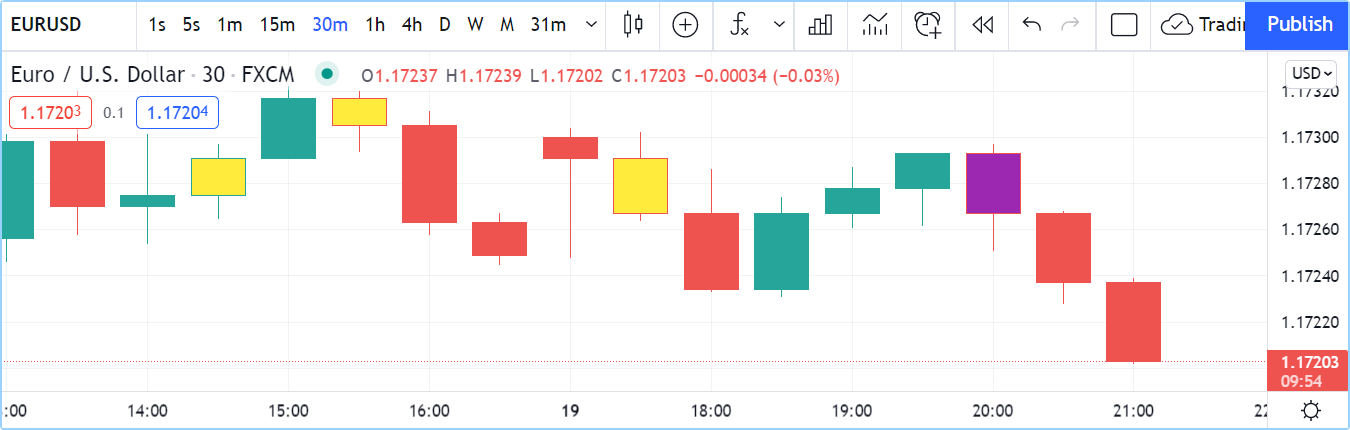 EURUSD 1s 5s 1m 15m 30m 1h 4h D W M 31m Publish
Euro / U.S. Dollar · 30 · FXCM O1.17237 H1.17239 L1.17202 C1.17203 −0.00034 (−0.03%)
USD
1.17320
1.17203 0.1 1.17204
1.17300
1.17280
1.17260
1.17240
1.17220
1.17203
09:54
:00 14:00 15:00 16:00 19 18:00 19:00 20:00 21:00 22